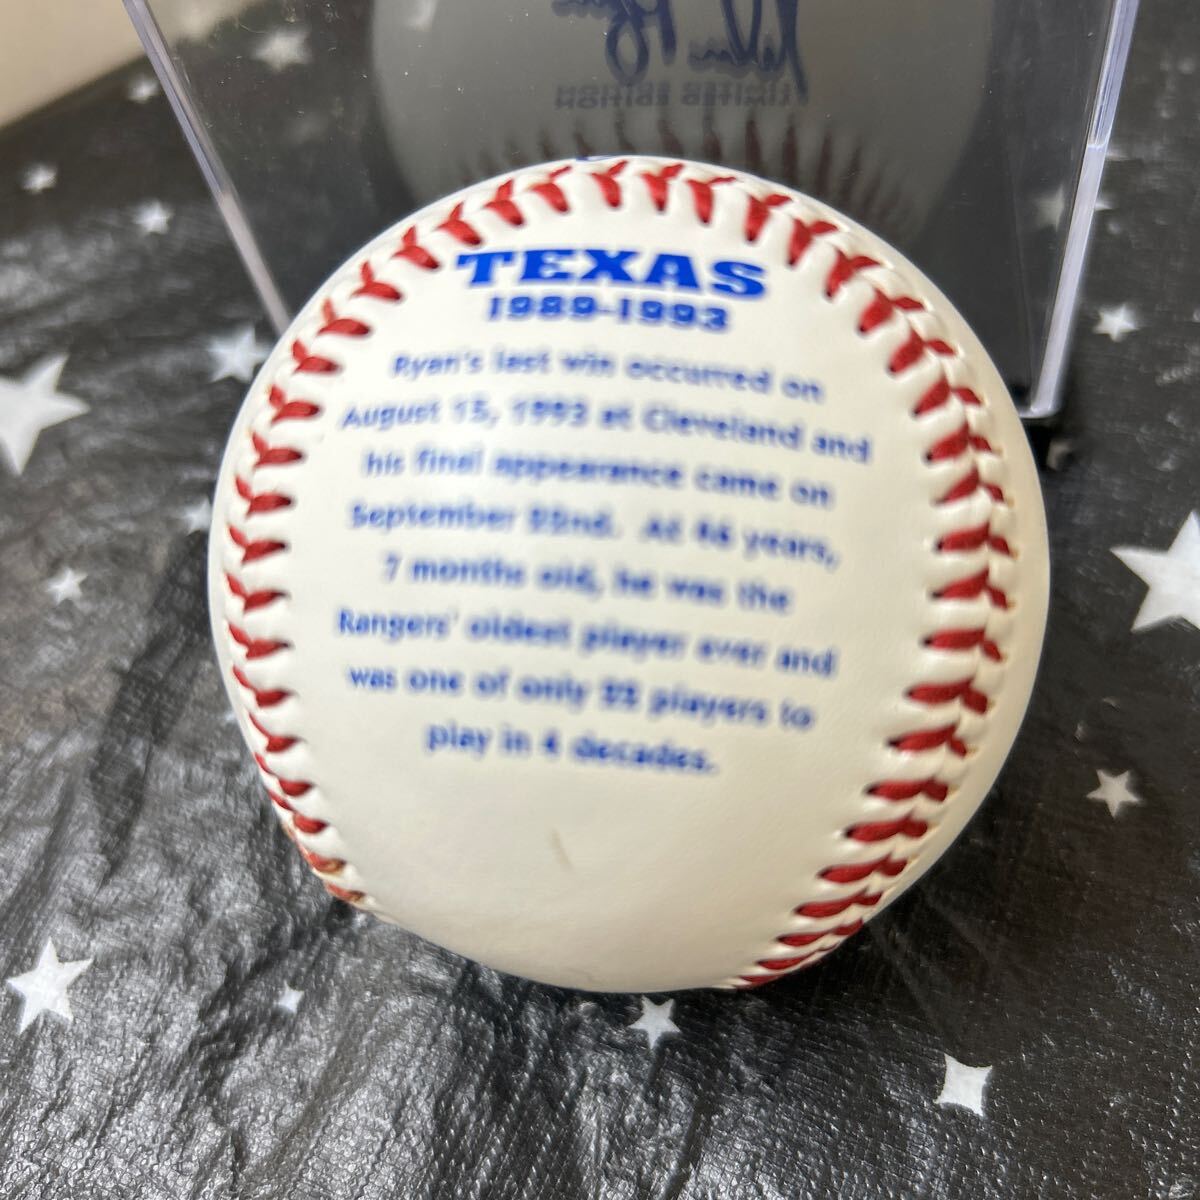 LIMITED EDITION
TEXAS
1989-1993
Ryan's last win occurred on
August 15, 1993 at Cleveland and
his final appearance came on
September 22nd. At 46 years,
7 months old, he was the
Rangers' oldest player ever and
was one of only 22 players to
play in 4 decades.